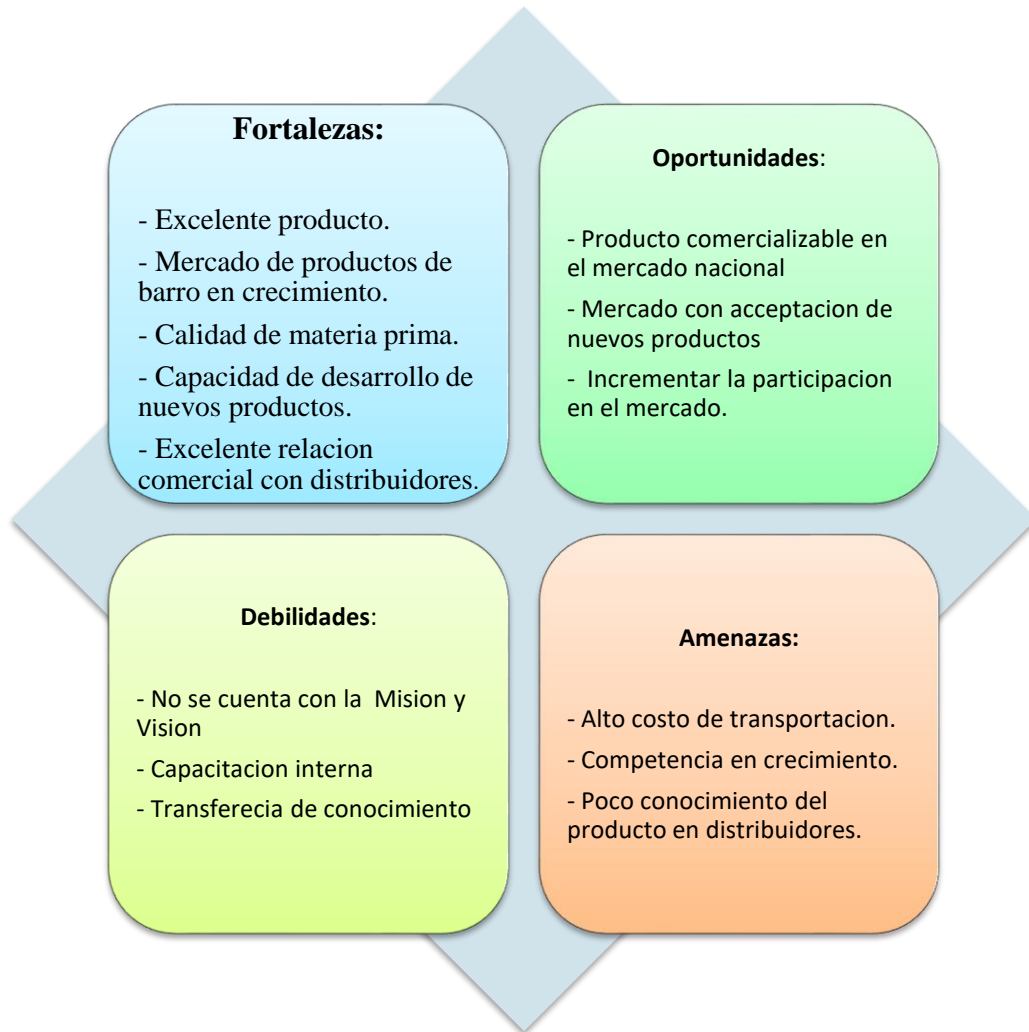 Fortalezas:
- Excelente producto.
- Mercado de productos de
barro en crecimiento.
- Calidad de materia prima.
- Capacidad de desarrollo de
nuevos productos.
- Excelente relacion
comercial con distribuidores.
Oportunidades:
- Producto comercializable en
el mercado nacional
- Mercado con acceptacion de
nuevos productos
- Incrementar la participacion
en el mercado.
Debilidades:
- No se cuenta con la Mision y
Vision
- Capacitacion interna
- Transferecia de conocimiento
Amenazas:
- Alto costo de transportacion.
- Competencia en crecimiento.
- Poco conocimiento del
producto en distribuidores.